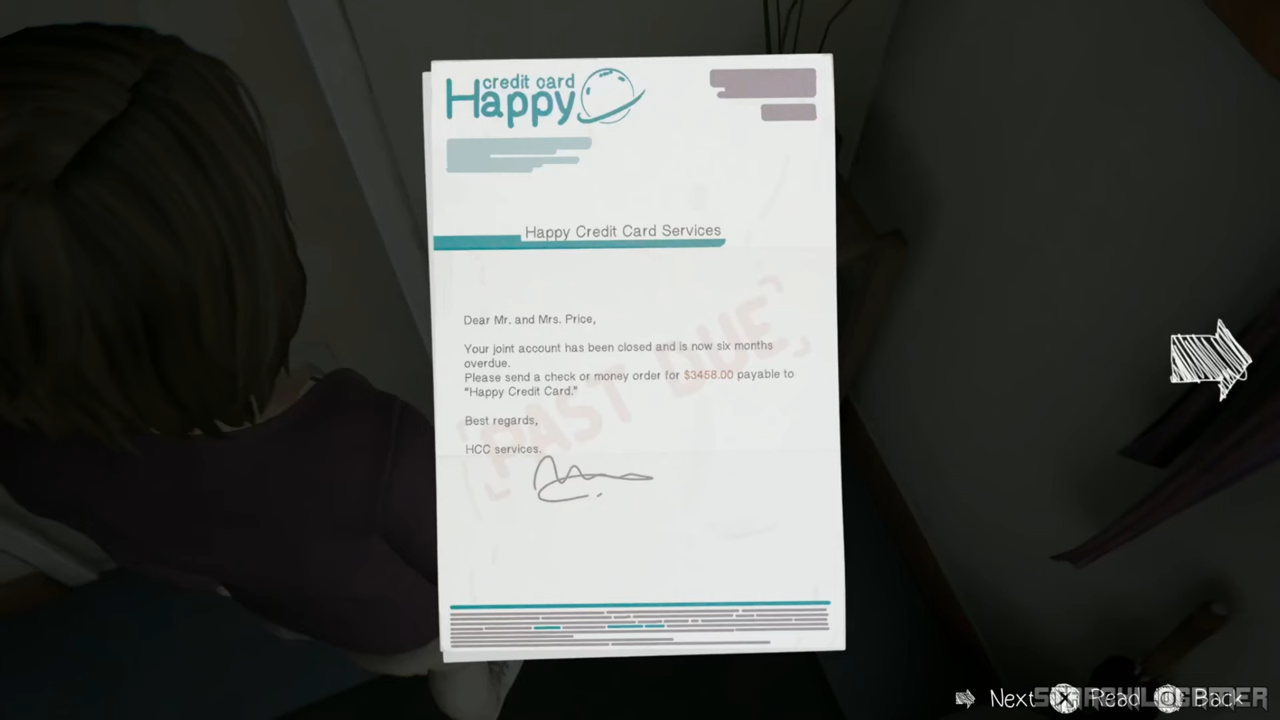 credit card
Happy
Happy Credit Card Services
Dear Mr. and Mrs. Price,
Your joint account has been closed and is now six months
overdue.
Please send a check or money order for $3458.00 payable to
“Happy Credit Card.”
PAST DUE
Best regards,
HCC services.
Next Read Back